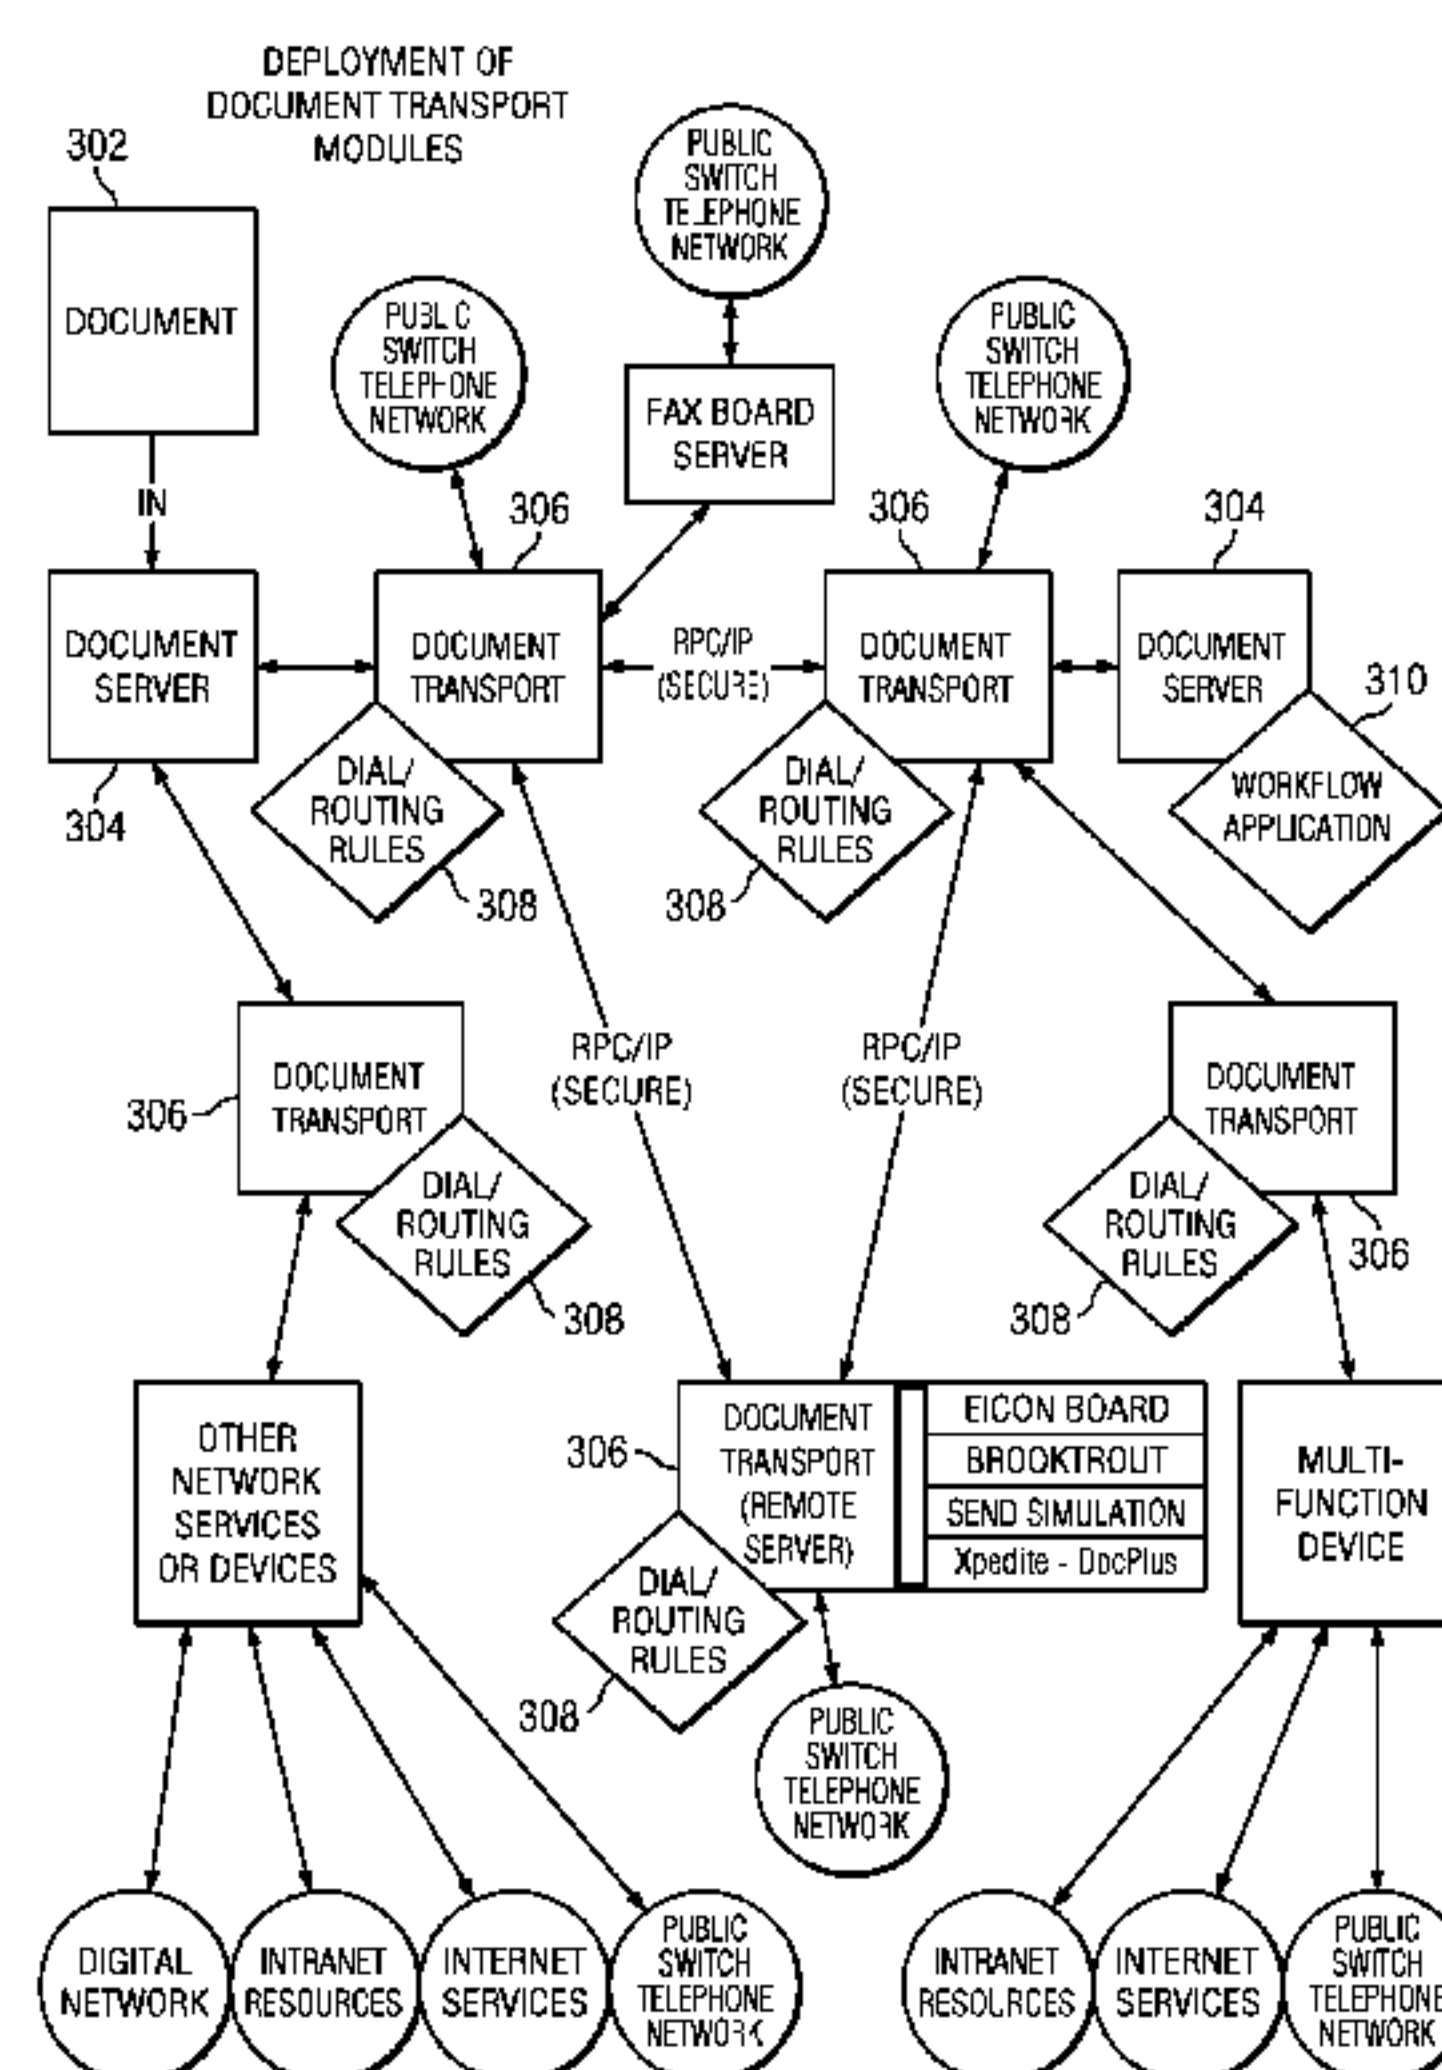 DEPLOYMENT OF
DOCUMENT TRANSPORT
MODULES
302
DOCUMENT
IN
PUBLIC
SWITCH
TELEPHONE
NETWORK
PUBLIC
SWITCH
TELEPHONE
NETWORK
PUBLIC
SWITCH
TELEPHONE
NETWORK
FAX BOARD
SERVER
306
306
304
DOCUMENT
SERVER
304
DOCUMENT
TRANSPORT
RPC/IP
(SECURE)
DOCUMENT
TRANSPORT
DOCUMENT
SERVER
310
WORKFLOW
APPLICATION
DIAL/
ROUTING
RULES
308
DIAL/
ROUTING
RULES
308
306
DOCUMENT
TRANSPORT
DIAL/
ROUTING
RULES
308
RPC/IP
(SECURE)
RPC/IP
(SECURE)
DOCUMENT
TRANSPORT
306
DIAL/
ROUTING
RULES
308
OTHER
NETWORK
SERVICES
OR DEVICES
306
DOCUMENT
TRANSPORT
(REMOTE
SERVER)
EICON BOARD
BROOKTROUT
SEND SIMULATION
Xpedite - DocPlus
DIAL/
ROUTING
RULES
308
MULTI-
FUNCTION
DEVICE
PUBLIC
SWITCH
TELEPHONE
NETWORK
DIGITAL
NETWORK
INTRANET
RESOURCES
INTERNET
SERVICES
PUBLIC
SWITCH
TELEPHONE
NETWORK
INTRANET
RESOURCES
INTERNET
SERVICES
PUBLIC
SWITCH
TELEPHONE
NETWORK